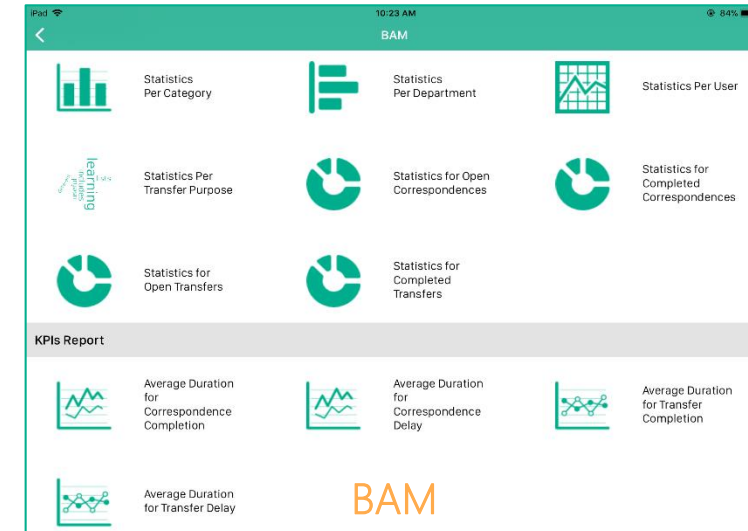 iPad 10:23 AM 84%
BAM
Statistics
Per Category
Statistics
Per Department
Statistics Per User
learning
includes
Statistics Per
Transfer Purpose
Statistics for Open
Correspondences
Statistics for
Completed
Correspondences
Statistics for
Open Transfers
Statistics for
Completed
Transfers
KPIs Report
Average Duration
for
Correspondence
Completion
Average Duration
for
Correspondence
Delay
Average Duration
for Transfer
Completion
Average Duration
for Transfer Delay
BAM